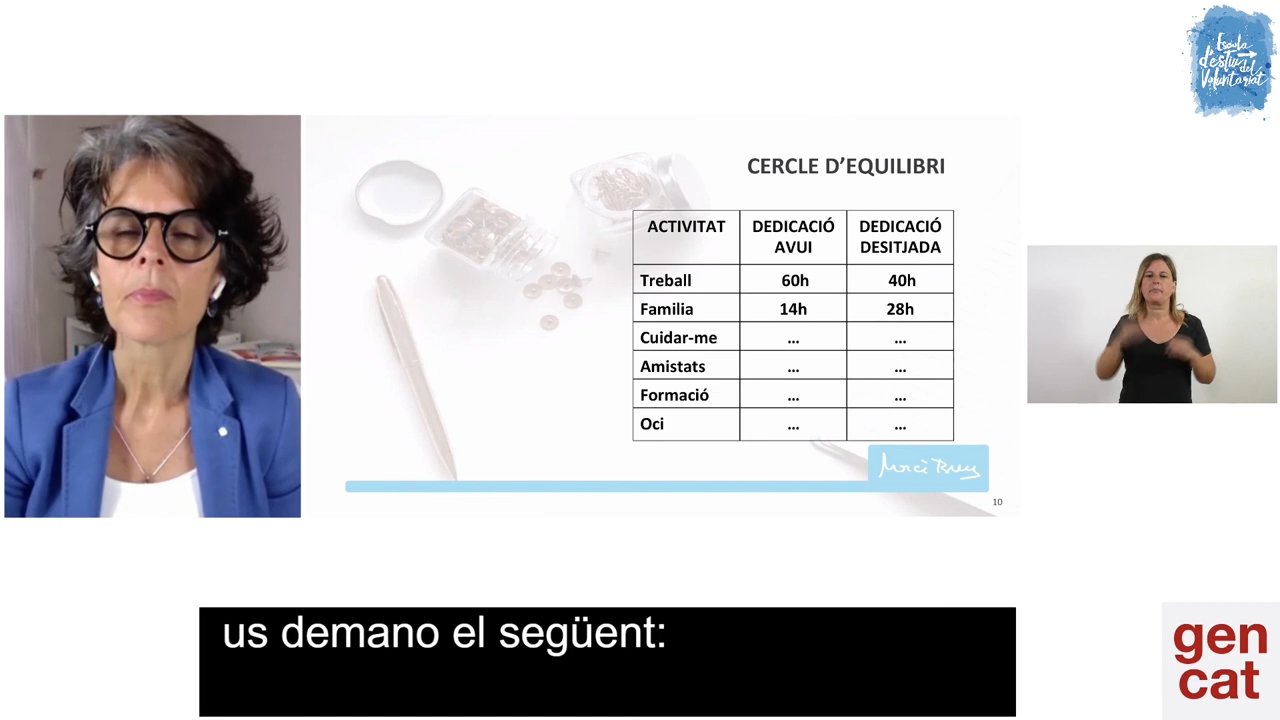 Escola
d'estiu del
Voluntariat
CERCLE D'EQUILIBRI
ACTIVITAT DEDICACIÓ AVUI DEDICACIÓ DESITJADA
Treball 60h 40h
Familia 14h 28h
Cuidar-me ... ...
Amistats ... ...
Formació ... ...
Oci ... ...
10
us demano el següent:
gen
cat